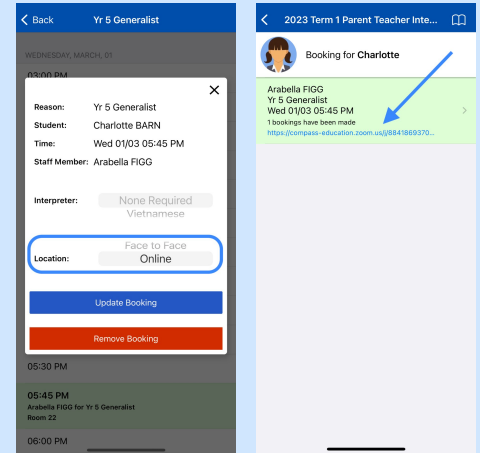 Back
Yr 5 Generalist
WEDNESDAY, MARCH, 01
03:00 PM
Reason: Yr 5 Generalist
Student: Charlotte BARN
Time: Wed 01/03 05:45 PM
Staff Member: Arabella FIGG
Interpreter: None Required
Vietnamese
Face to Face
Location: Online
Update Booking
Remove Booking
05:30 PM
05:45 PM
Arabella FIGG for Yr 5 Generalist
Room 22
06:00 PM
2023 Term 1 Parent Teacher Inte...
Booking for Charlotte
Arabella FIGG
Yr 5 Generalist
Wed 01/03 05:45 PM
1 bookings have been made
https://compass-education.zoom.us/j/8841869370...